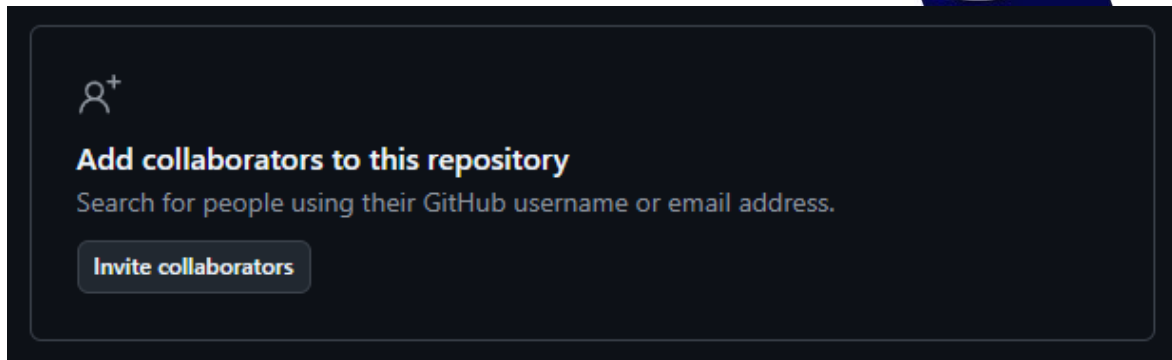 Add collaborators to this repository
Search for people using their GitHub username or email address.
Invite collaborators